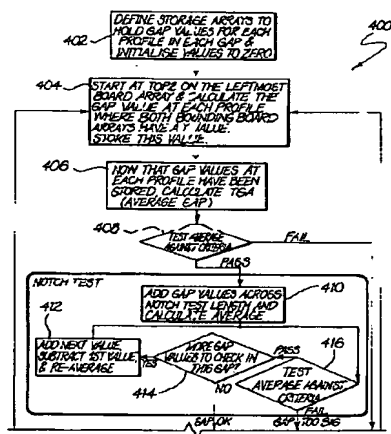 400
402
DEFINE STORAGE ARRAYS TO
HOLD GAP VALUES FOR EACH
PROFILE IN EACH GAP &
INITIALISE VALUES TO ZERO
404
START AT TOPZ ON THE LEFTMOST
BOARD ARRAY & CALCULATE THE
GAP VALUE AT EACH PROFILE
WHERE BOTH BOUNDING BOARD
ARRAYS HAVE A VALUE.
STORE THIS VALUE.
406
NOW THAT GAP VALUES AT
EACH PROFILE HAVE BEEN
STORED, CALCULATE TGA
(AVERAGE GAP)
408
TEST AVERAGE
AGAINST CRITERIA
FAIL
PASS
NOTCH TEST
410
ADD GAP VALUES ACROSS
NOTCH TEST LENGTH AND
CALCULATE AVERAGE
412
ADD NEXT VALUE,
SUBTRACT 1ST VALUE,
& RE-AVERAGE
YES
MORE GAP
VALUES TO CHECK IN
THIS GAP?
414
NO
PASS
416
TEST
AVERAGE AGAINST
CRITERIA
FAIL
GAP OK
GAP TOO BIG